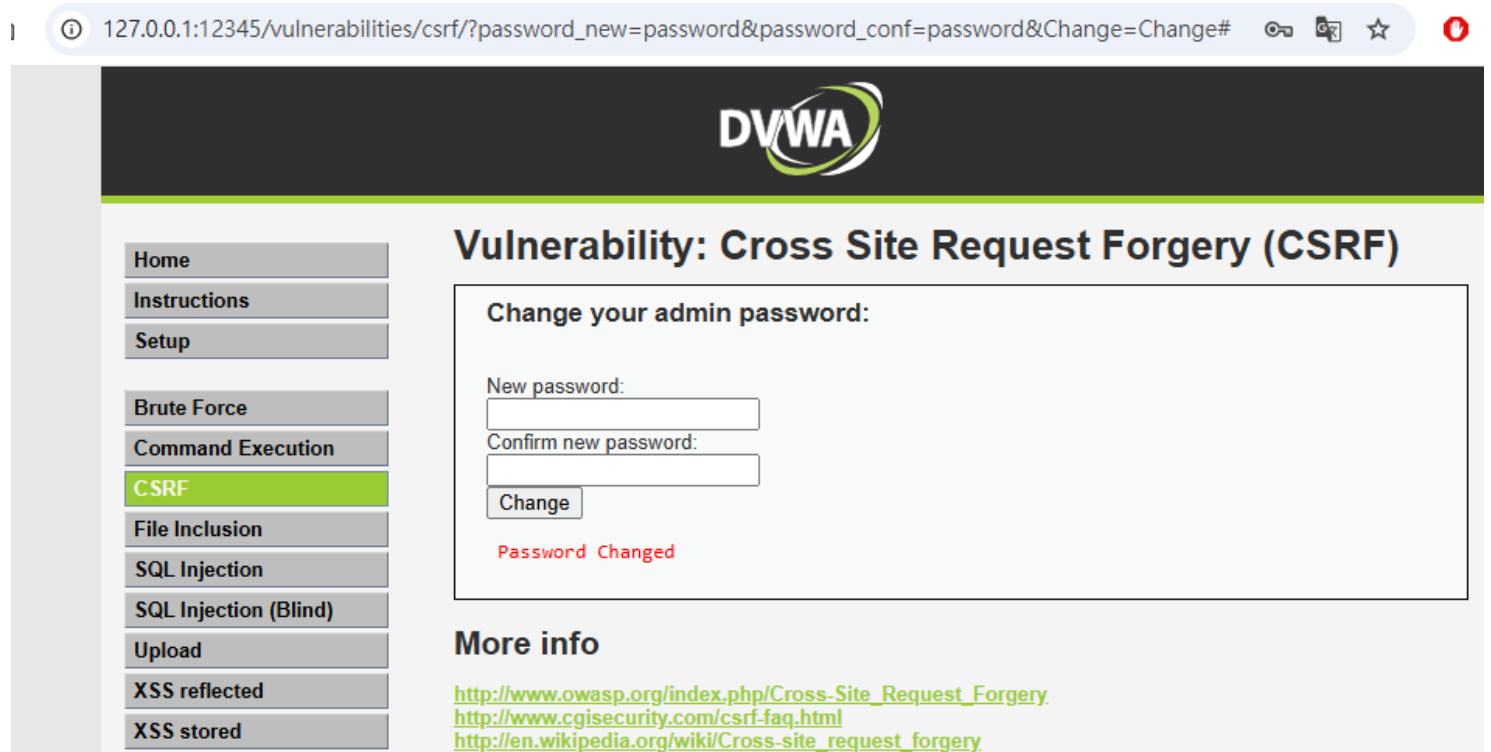 127.0.0.1:12345/vulnerabilities/csrf/?password_new=password&password_conf=password&Change=Change#
DVWA
Home
Instructions
Setup
Brute Force
Command Execution
CSRF
File Inclusion
SQL Injection
SQL Injection (Blind)
Upload
XSS reflected
XSS stored
Vulnerability: Cross Site Request Forgery (CSRF)
Change your admin password:
New password:
Confirm new password:
Change
Password Changed
More info
http://www.owasp.org/index.php/Cross-Site_Request_Forgery
http://www.cgisecurity.com/csrf-faq.html
http://en.wikipedia.org/wiki/Cross-site_request_forgery